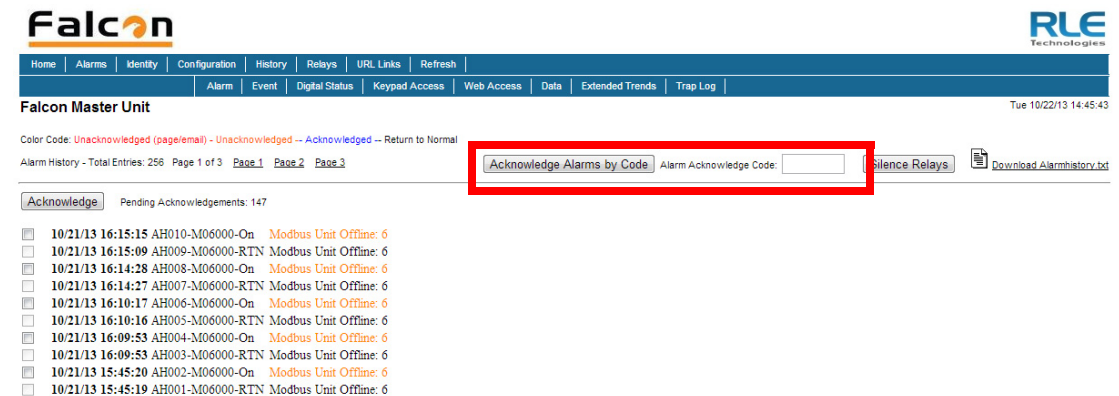 Falcon
RLE
Technologies
Home Alarms Identity Configuration History Relays URL Links Refresh
Alarm Event Digital Status Keypad Access Web Access Data Extended Trends Trap Log
Falcon Master Unit Tue 10/22/13 14:45:43
Color Code: Unacknowledged (page/email) - Unacknowledged -- Acknowledged -- Return to Normal
Alarm History - Total Entries: 256 Page 1 of 3 Page 1 Page 2 Page 3 Acknowledge Alarms by Code Alarm Acknowledge Code: Silence Relays Download Alarmhistory.txt
Acknowledge Pending Acknowledgements: 147
10/21/13 16:15:15 AH010-M06000-On Modbus Unit Offline: 6
10/21/13 16:15:09 AH009-M06000-RTN Modbus Unit Offline: 6
10/21/13 16:14:28 AH008-M06000-On Modbus Unit Offline: 6
10/21/13 16:14:27 AH007-M06000-RTN Modbus Unit Offline: 6
10/21/13 16:10:17 AH006-M06000-On Modbus Unit Offline: 6
10/21/13 16:10:16 AH005-M06000-RTN Modbus Unit Offline: 6
10/21/13 16:09:53 AH004-M06000-On Modbus Unit Offline: 6
10/21/13 16:09:53 AH003-M06000-RTN Modbus Unit Offline: 6
10/21/13 15:45:20 AH002-M06000-On Modbus Unit Offline: 6
10/21/13 15:45:19 AH001-M06000-RTN Modbus Unit Offline: 6